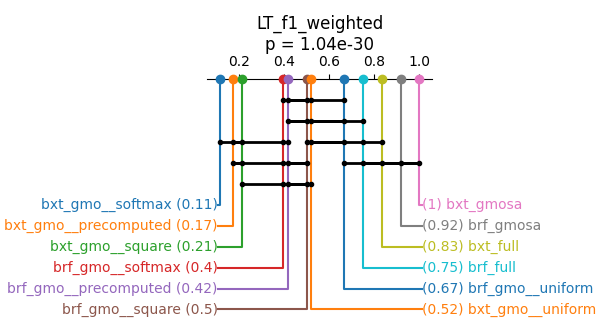 LT_f1_weighted
p = 1.04e-30
0.2 0.4 0.6 0.8 1.0
bxt_gmo__softmax (0.11) (1) bxt_gmosa
bxt_gmo__precomputed (0.17) (0.92) brf_gmosa
bxt_gmo__square (0.21) (0.83) bxt_full
brf_gmo__softmax (0.4) (0.75) brf_full
brf_gmo__precomputed (0.42) (0.67) brf_gmo__uniform
brf_gmo__square (0.5) (0.52) bxt_gmo__uniform